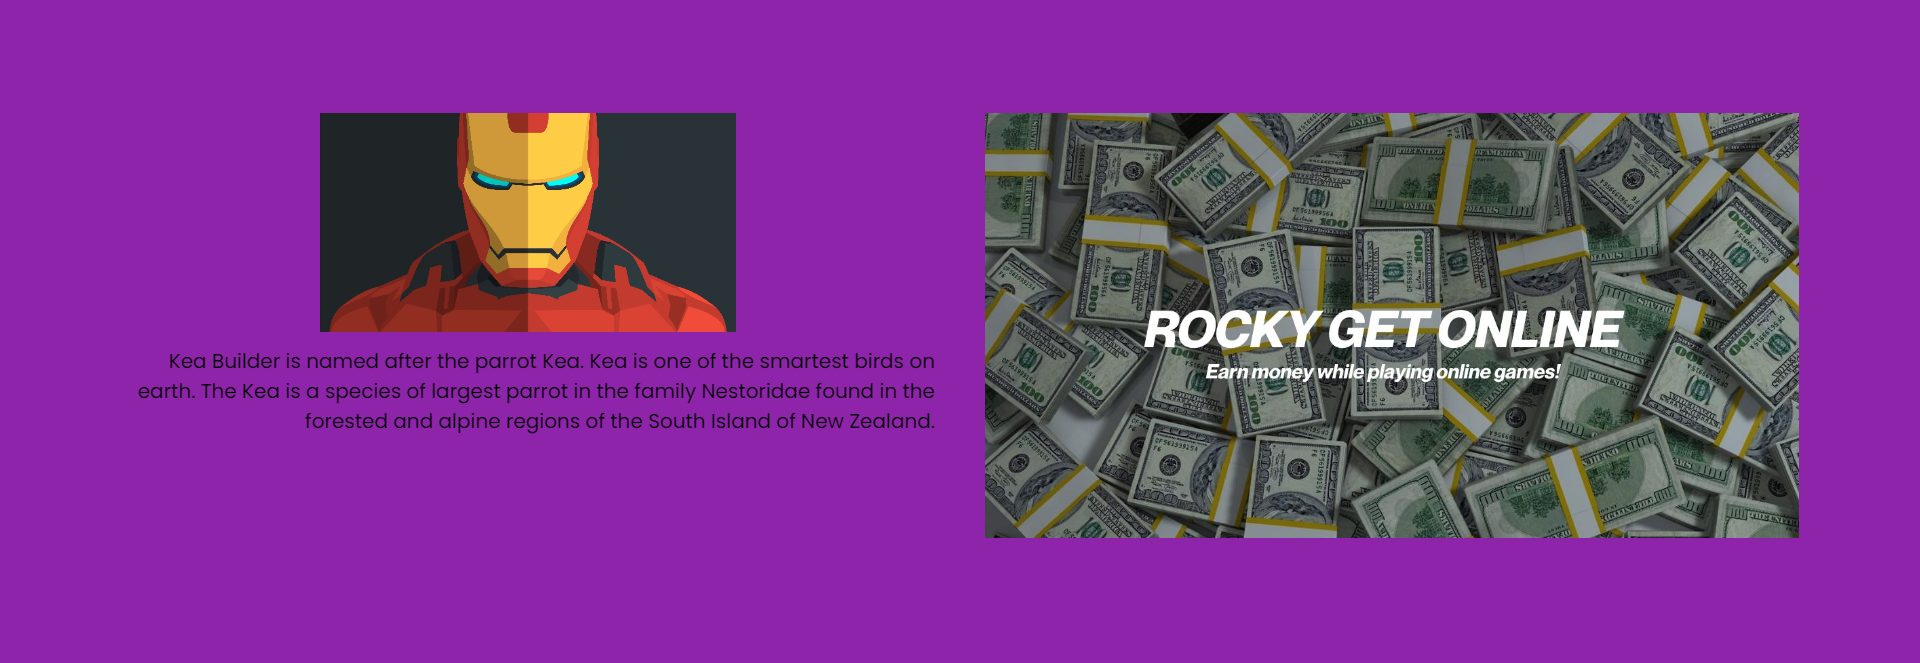 Kea Builder is named after the parrot Kea. Kea is one of the smartest birds on
earth. The Kea is a species of largest parrot in the family Nestoridae found in the
forested and alpine regions of the South Island of New Zealand.
ROCKY GET ONLINE
Earn money while playing online games!